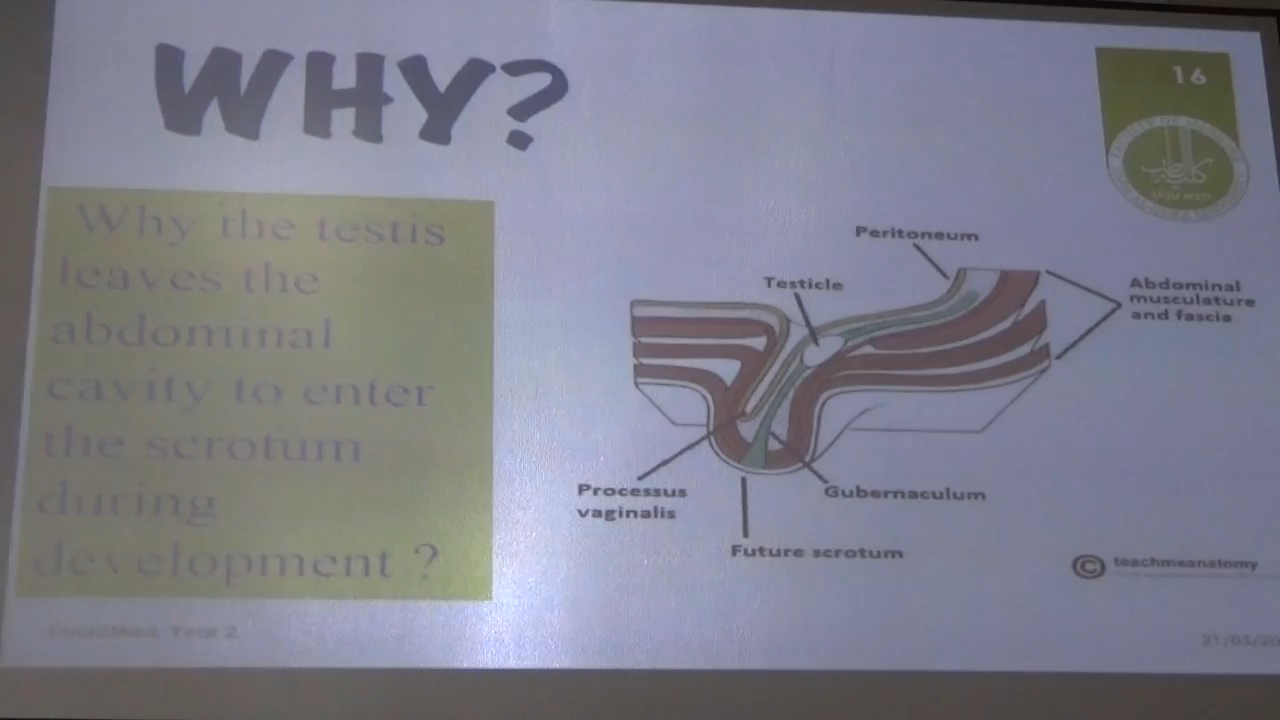 WHY?
16
Why the testis
leaves the
abdominal
cavity to enter
the scrotum
during
development ?
Peritoneum
Testicle
Abdominal
musculature
and fascia
Processus
vaginalis
Gubernaculum
Future scrotum
© teachmeanatomy
Year 2
21/03/20